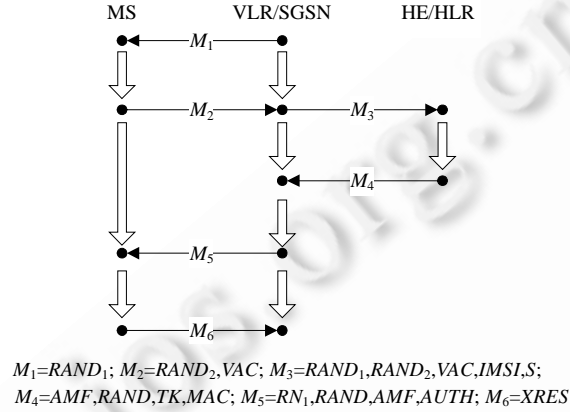 MS VLR/SGSN HE/HLR
M₁
M₂ M₃
M₄
M₅
M₆
M₁=RAND₁; M₂=RAND₂,VAC; M₃=RAND₁,RAND₂,VAC,IMSI,S;
M₄=AMF,RAND,TK,MAC; M₅=RN₁,RAND,AMF,AUTH; M₆=XRES